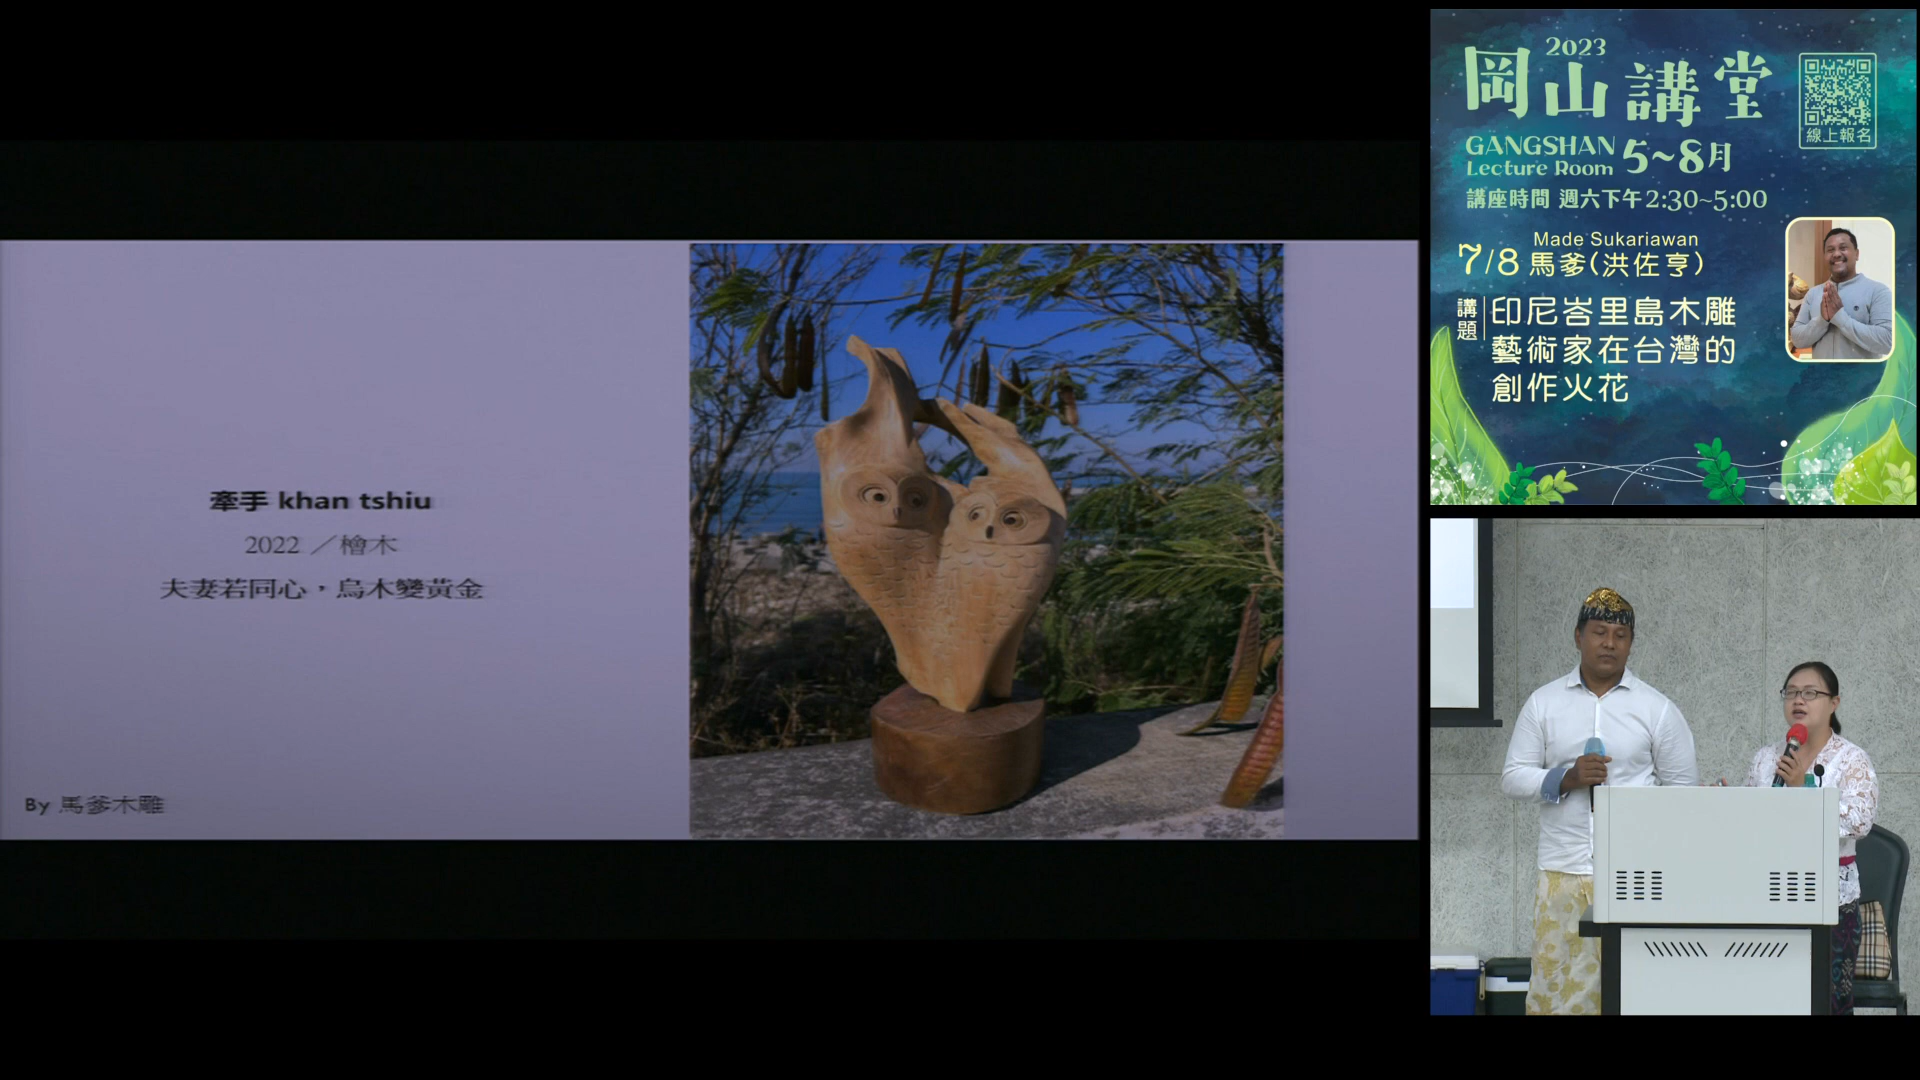 牽手 khan tshiu
2022 ／檜木
夫妻若同心，烏木變黃金
By 馬爹木雕
2023
岡山講堂
線上報名
GANGSHAN
Lecture Room
5~8月
講座時間 週六下午2:30~5:00
Made Sukariawan
7/8 馬爹(洪佐亨)
講題
印尼峇里島木雕
藝術家在台灣的
創作火花